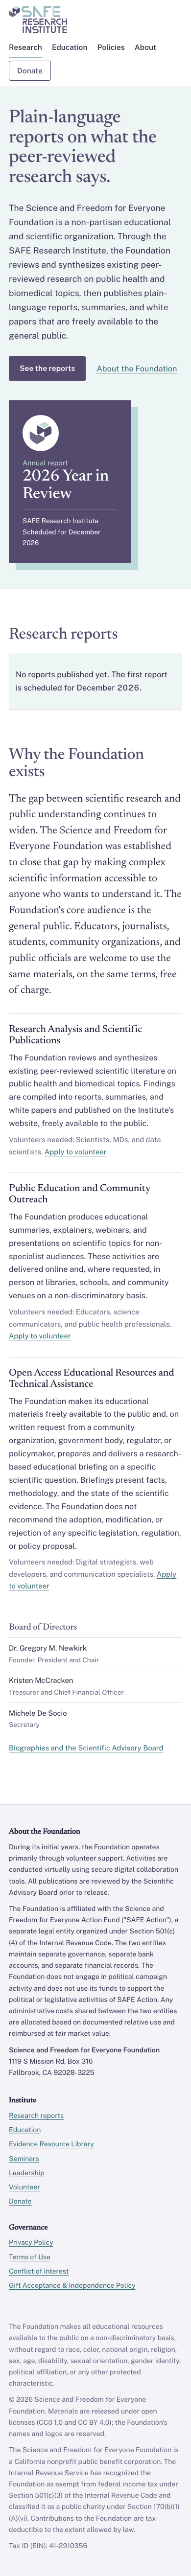 SAFE
RESEARCH
INSTITUTE
Research Education Policies About
Donate
Plain-language
reports on what the
peer-reviewed
research says.
The Science and Freedom for Everyone
Foundation is a non-partisan educational
and scientific organization. Through the
SAFE Research Institute, the Foundation
reviews and synthesizes existing peer-
reviewed research on public health and
biomedical topics, then publishes plain-
language reports, summaries, and white
papers that are freely available to the
general public.
See the reports About the Foundation
Annual report
2026 Year in
Review
SAFE Research Institute
Scheduled for December
2026
Research reports
No reports published yet. The first report
is scheduled for December 2026.
Why the Foundation
exists
The gap between scientific research and
public understanding continues to
widen. The Science and Freedom for
Everyone Foundation was established
to close that gap by making complex
scientific information accessible to
anyone who wants to understand it. The
Foundation's core audience is the
general public. Educators, journalists,
students, community organizations, and
public officials are welcome to use the
same materials, on the same terms, free
of charge.
Research Analysis and Scientific
Publications
The Foundation reviews and synthesizes
existing peer-reviewed scientific literature on
public health and biomedical topics. Findings
are compiled into reports, summaries, and
white papers and published on the Institute's
website, freely available to the public.
Volunteers needed: Scientists, MDs, and data
scientists. Apply to volunteer
Public Education and Community
Outreach
The Foundation produces educational
summaries, explainers, webinars, and
presentations on scientific topics for non-
specialist audiences. These activities are
delivered online and, where requested, in
person at libraries, schools, and community
venues on a non-discriminatory basis.
Volunteers needed: Educators, science
communicators, and public health professionals.
Apply to volunteer
Open Access Educational Resources and
Technical Assistance
The Foundation makes its educational
materials freely available to the public and, on
written request from a community
organization, government body, regulator, or
policymaker, prepares and delivers a research-
based educational briefing on a specific
scientific question. Briefings present facts,
methodology, and the state of the scientific
evidence. The Foundation does not
recommend the adoption, modification, or
rejection of any specific legislation, regulation,
or policy proposal.
Volunteers needed: Digital strategists, web
developers, and communication specialists. Apply
to volunteer
Board of Directors
Dr. Gregory M. Newkirk
Founder, President and Chair
Kristen McCracken
Treasurer and Chief Financial Officer
Michele De Socio
Secretary
Biographies and the Scientific Advisory Board
About the Foundation
During its initial years, the Foundation operates
primarily through volunteer support. Activities are
conducted virtually using secure digital collaboration
tools. All publications are reviewed by the Scientific
Advisory Board prior to release.
The Foundation is affiliated with the Science and
Freedom for Everyone Action Fund ("SAFE Action"), a
separate legal entity organized under Section 501(c)
(4) of the Internal Revenue Code. The two entities
maintain separate governance, separate bank
accounts, and separate financial records. The
Foundation does not engage in political campaign
activity and does not use its funds to support the
political or legislative activities of SAFE Action. Any
administrative costs shared between the two entities
are allocated based on documented relative use and
reimbursed at fair market value.
Science and Freedom for Everyone Foundation
1119 S Mission Rd, Box 316
Fallbrook, CA 92028-3225
Institute
Research reports
Education
Evidence Resource Library
Seminars
Leadership
Volunteer
Donate
Governance
Privacy Policy
Terms of Use
Conflict of Interest
Gift Acceptance & Independence Policy
The Foundation makes all educational resources
available to the public on a non-discriminatory basis,
without regard to race, color, national origin, religion,
sex, age, disability, sexual orientation, gender identity,
political affiliation, or any other protected
characteristic.
© 2026 Science and Freedom for Everyone
Foundation. Materials are released under open
licenses (CC0 1.0 and CC BY 4.0); the Foundation's
names and logos are reserved.
The Science and Freedom for Everyone Foundation is
a California nonprofit public benefit corporation. The
Internal Revenue Service has recognized the
Foundation as exempt from federal income tax under
Section 501(c)(3) of the Internal Revenue Code and
classified it as a public charity under Section 170(b)(1)
(A)(vi). Contributions to the Foundation are tax-
deductible to the extent allowed by law.
Tax ID (EIN): 41-2910356